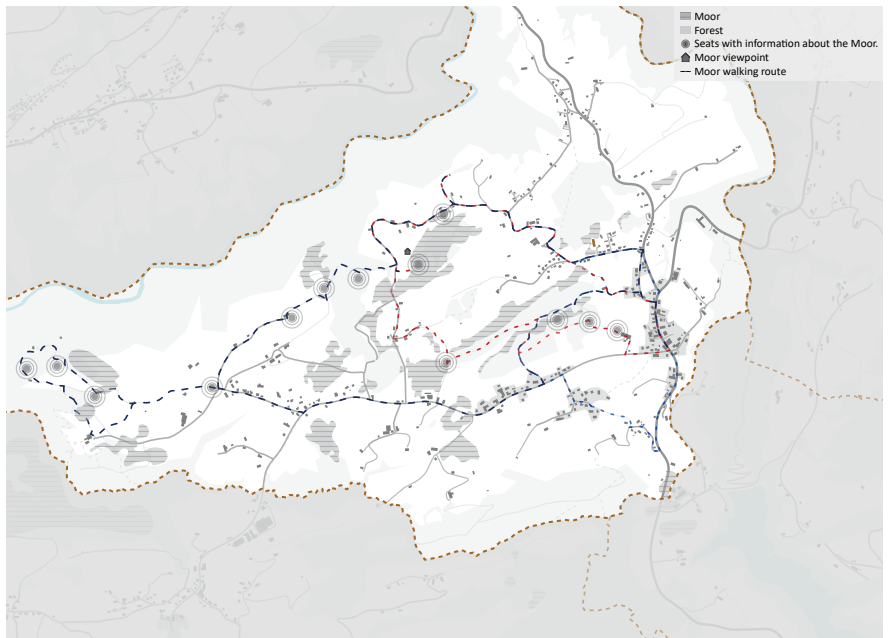 Moor
Forest
Seats with information about the Moor.
Moor viewpoint
Moor walking route